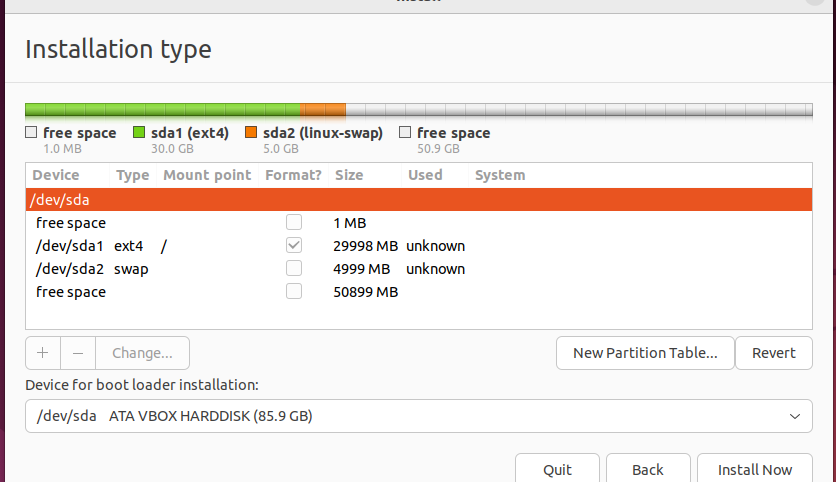 Installation type
free space sda1 (ext4) sda2 (linux-swap) free space
1.0 MB 30.0 GB 5.0 GB 50.9 GB
Device Type Mount point Format? Size Used System
/dev/sda
free space 1 MB
/dev/sda1 ext4 / 29998 MB unknown
/dev/sda2 swap 4999 MB unknown
free space 50899 MB
+ − Change... New Partition Table... Revert
Device for boot loader installation:
/dev/sda ATA VBOX HARDDISK (85.9 GB)
Quit Back Install Now